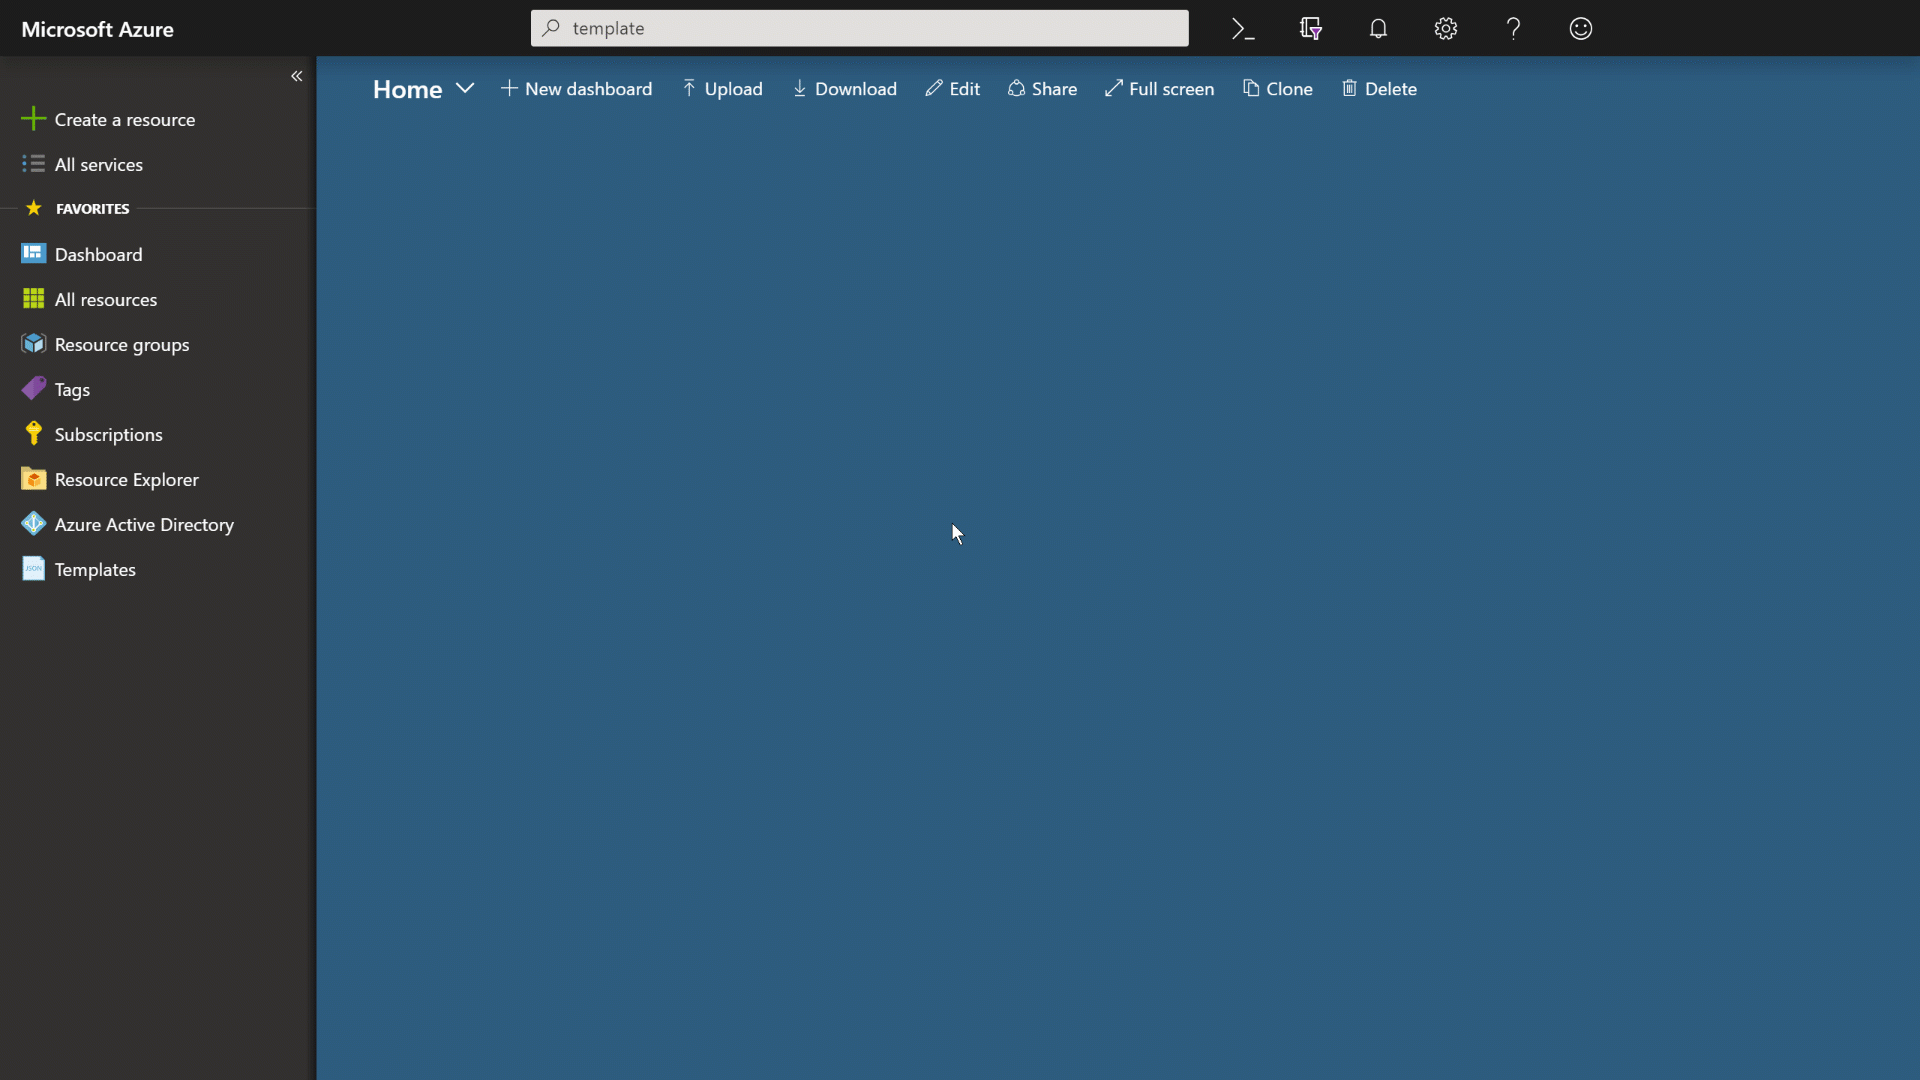 Microsoft Azure
template
Home
New dashboard
Upload
Download
Edit
Share
Full screen
Clone
Delete
Create a resource
All services
FAVORITES
Dashboard
All resources
Resource groups
Tags
Subscriptions
Resource Explorer
Azure Active Directory
JSON
Templates